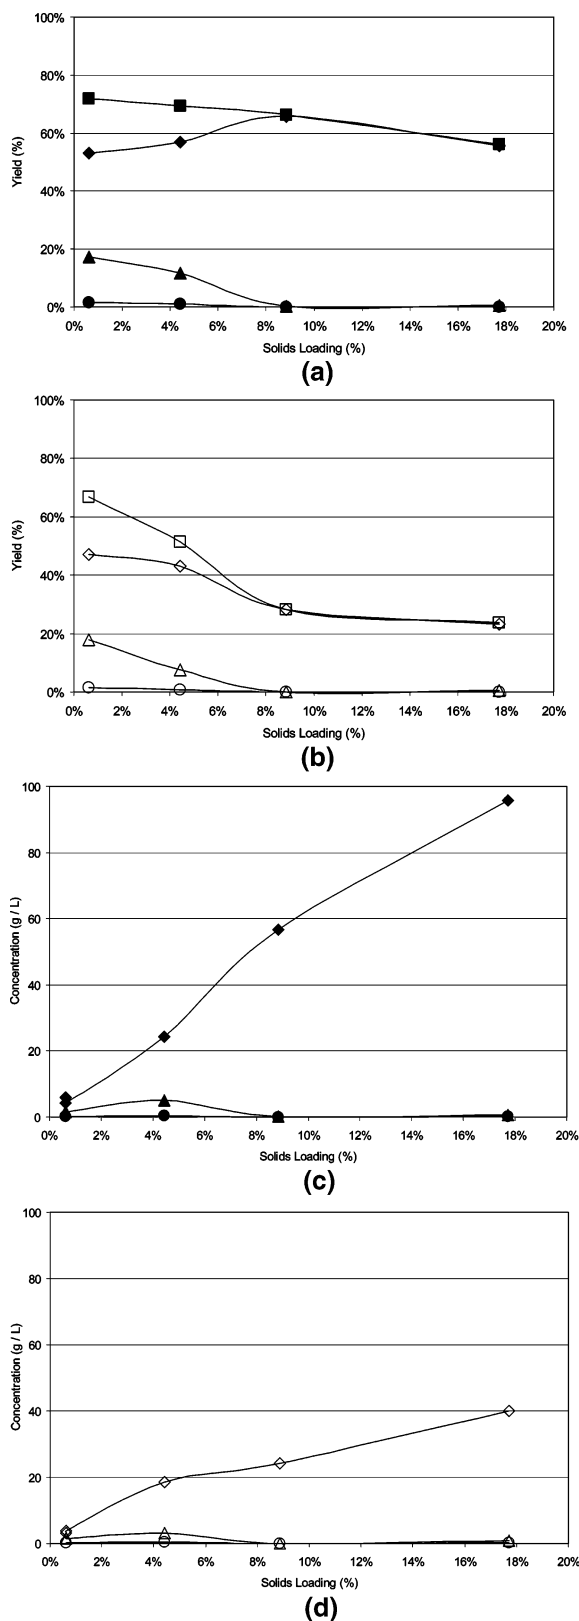 100%
80%
60%
40%
20%
0%
Yield (%)
0% 2% 4% 6% 8% 10% 12% 14% 16% 18% 20%
Solids Loading (%)
(a)
100%
80%
60%
40%
20%
0%
Yield (%)
0% 2% 4% 6% 8% 10% 12% 14% 16% 18% 20%
Solids Loading (%)
(b)
100
80
60
40
20
0
Concentration (g / L)
0% 2% 4% 6% 8% 10% 12% 14% 16% 18% 20%
Solids Loading (%)
(c)
100
80
60
40
20
0
Concentration (g / L)
0% 2% 4% 6% 8% 10% 12% 14% 16% 18% 20%
Solids Loading (%)
(d)